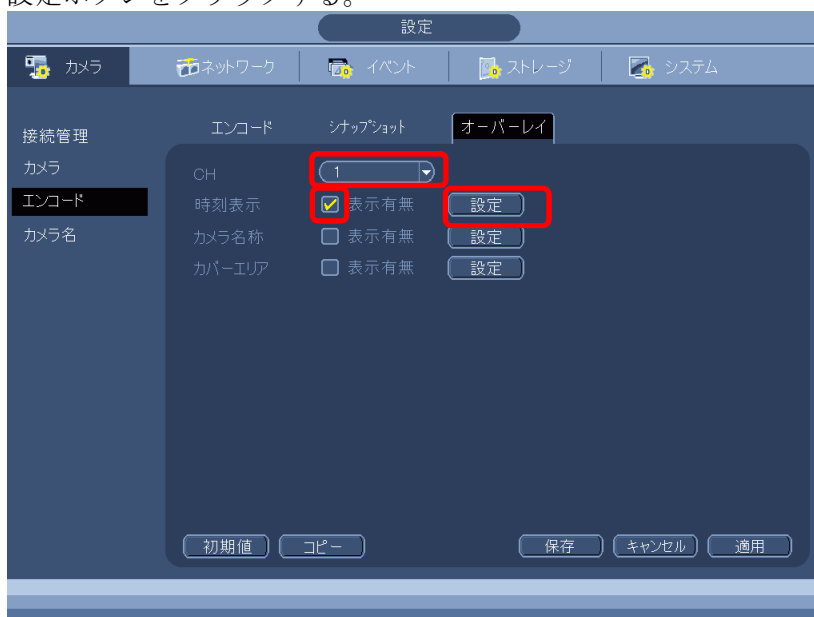 設定ボタンをクリックする。
設定
カメラ ネットワーク イベント ストレージ システム
接続管理 エンコード シナップショット オーバーレイ
カメラ
エンコード
カメラ名
CH 1
時刻表示 表示有無 設定
カメラ名称 表示有無 設定
カバーエリア 表示有無 設定
初期値 コピー 保存 キャンセル 適用